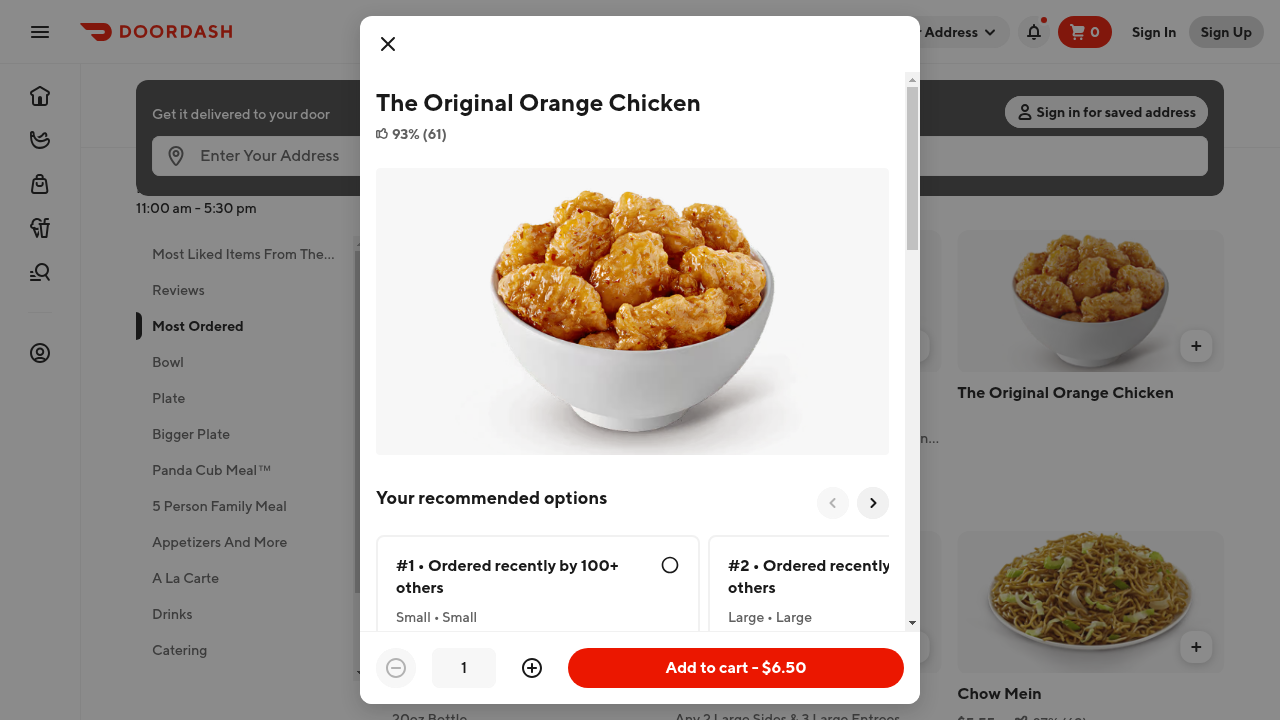 DOORDASH
Address
0
Sign In
Sign Up
Get it delivered to your door
Sign in for saved address
Enter Your Address
11:00 am - 5:30 pm
Most Liked Items From The...
Reviews
Most Ordered
Bowl
Plate
Bigger Plate
Panda Cub Meal™
5 Person Family Meal
Appetizers And More
A La Carte
Drinks
Catering
The Original Orange Chicken
93% (61)
Your recommended options
#1 • Ordered recently by 100+
others
Small • Small
#2 • Ordered recently
others
Large • Large
1
Add to cart - $6.50
The Original Orange Chicken
Chow Mein
20oz Bottle
Any 2 Large Sides & 3 Large Entrees